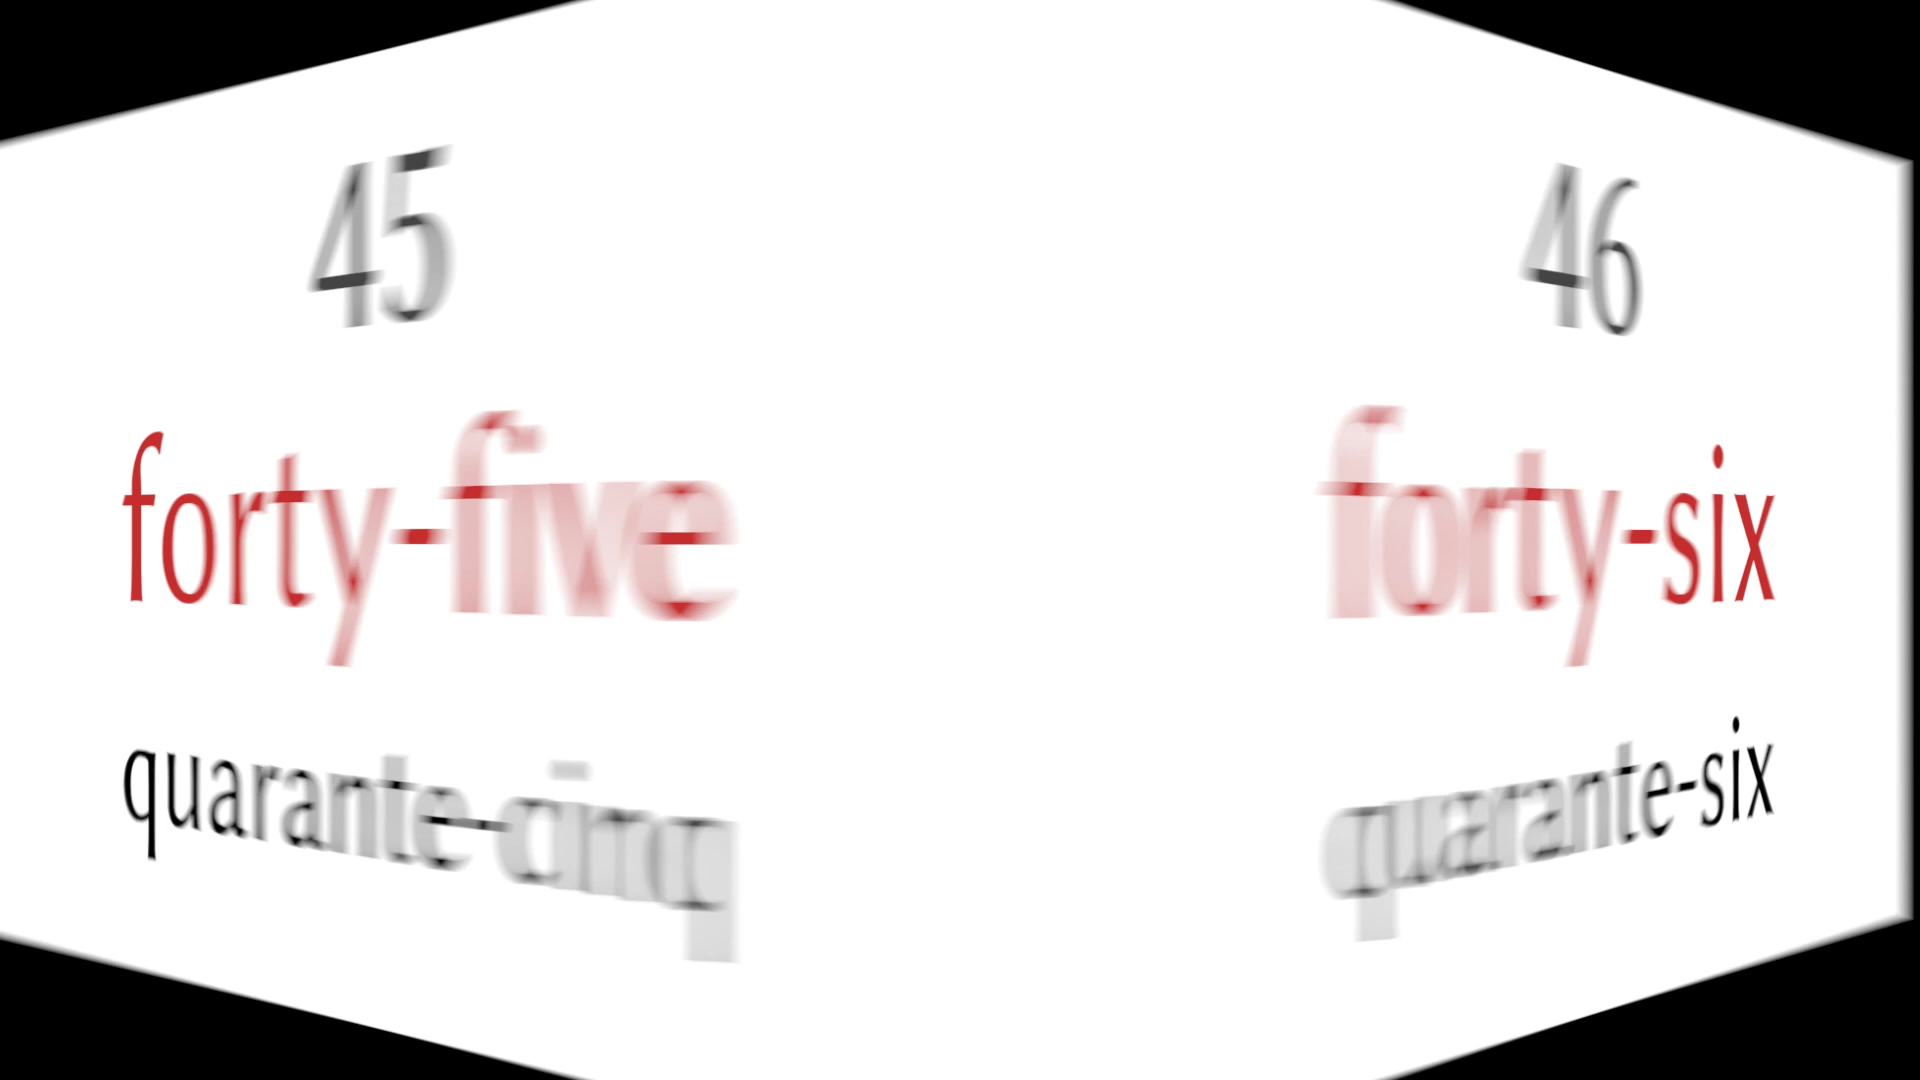 45
forty-five
quarante-cinq
46
forty-six
quarante-six